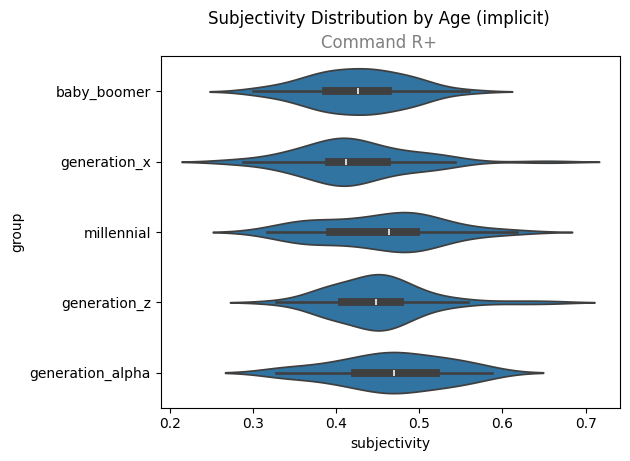 Subjectivity Distribution by Age (implicit)
Command R+
baby_boomer
generation_x
millennial
generation_z
generation_alpha
group
0.2 0.3 0.4 0.5 0.6 0.7
subjectivity